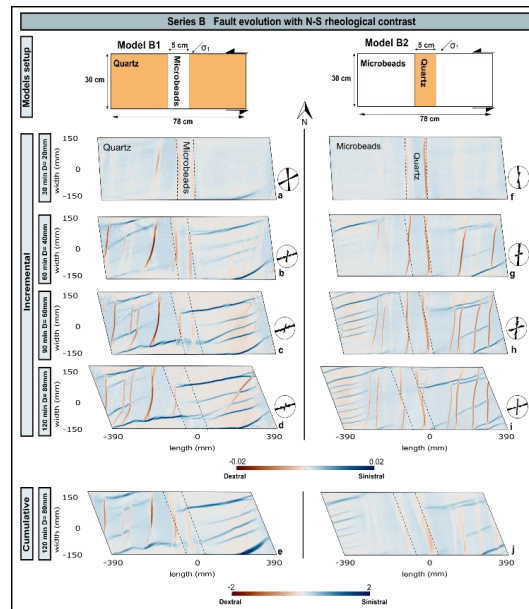 Series B Fault evolution with N-S rheological contrast
Models setup
Model B1
5 cm
σ1
Quartz
Microbeads
30 cm
78 cm
Model B2
5 cm
σ1
Microbeads
Quartz
30 cm
78 cm
N
Incremental
30 min D= 20mm
width (mm)
150
0
-150
Quartz
Microbeads
a
Microbeads
Quartz
f
60 min D= 40mm
width (mm)
150
0
-150
b
g
90 min D= 60mm
width (mm)
150
0
-150
c
h
120 min D= 80mm
width (mm)
150
0
-150
d
i
-390 0 390
length (mm)
-390 0 390
length (mm)
-0.02 0.02
Dextral Sinistral
Cumulative
120 min D= 80mm
width (mm)
150
0
-150
e
j
-390 0 390
length (mm)
-390 0 390
length (mm)
-2 2
Dextral Sinistral